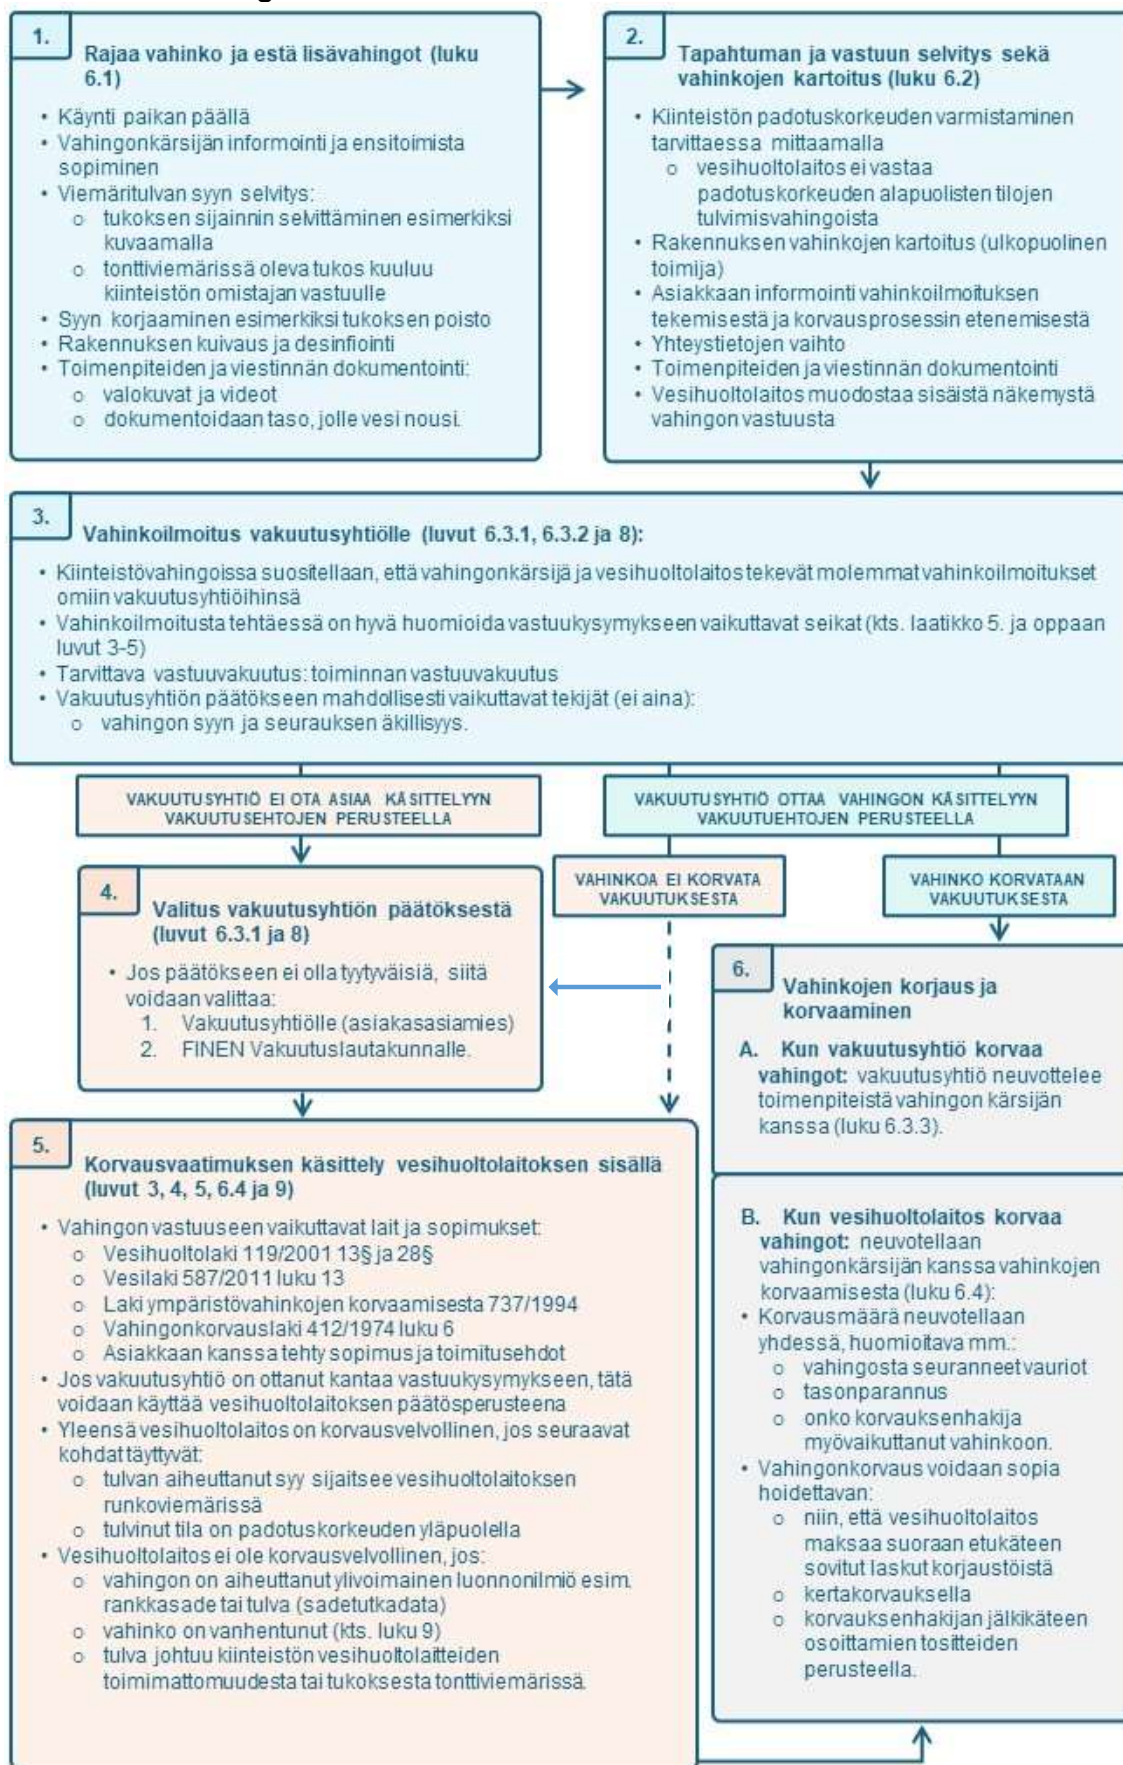 1.
Rajaa vahinko ja estä lisävahingot (luku
6.1)
• Käynti paikan päällä
• Vahingonkärsijän informointi ja ensitoimista
sopiminen
• Viemäritulvan syyn selvitys:
o tukoksen sijainnin selvittäminen esimerkiksi
kuvaamalla
o tonttiviemärissä oleva tukos kuuluu
kiinteistön omistajan vastuulle
• Syyn korjaaminen esimerkiksi tukoksen poisto
• Rakennuksen kuivaus ja desinfiointi
• Toimenpiteiden ja viestinnän dokumentointi:
o valokuvat ja videot
o dokumentoidaan taso, jolle vesi nousi.
2.
Tapahtuman ja vastuun selvitys sekä
vahinkojen kartoitus (luku 6.2)
• Kiinteistön padotuskorkeuden varmistaminen
tarvittaessa mittaamalla
o vesihuoltolaitos ei vastaa
padotuskorkeuden alapuolisten tilojen
tulvimisvahingoista
• Rakennuksen vahinkojen kartoitus (ulkopuolinen
toimija)
• Asiakkaan informointi vahinkoilmoituksen
tekemisestä ja korvausprosessin etenemisestä
• Yhteystietojen vaihto
• Toimenpiteiden ja viestinnän dokumentointi
• Vesihuoltolaitos muodostaa sisäistä näkemystä
vahingon vastuusta
3.
Vahinkoilmoitus vakuutusyhtiölle (luvut 6.3.1, 6.3.2 ja 8):
• Kiinteistövahingoissa suositellaan, että vahingonkärsijä ja vesihuoltolaitos tekevät molemmat vahinkoilmoitukset
omiin vakuutusyhtiöihinsä
• Vahinkoilmoitusta tehtäessä on hyvä huomioida vastuukysymykseen vaikuttavat seikat (kts. laatikko 5. ja oppaan
luvut 3-5)
• Tarvittava vastuuvakuutus: toiminnan vastuuvakuutus
• Vakuutusyhtiön päätökseen mahdollisesti vaikuttavat tekijät (ei aina):
o vahingon syyn ja seurauksen äkillisyys.
VAKUUTUSYHTIÖ EI OTA ASIAA KÄSITTELYYN
VAKUUTUSEHTOJEN PERUSTEELLA
VAKUUTUSYHTIÖ OTTAA VAHINGON KÄSITTELYYN
VAKUUTUEHTOJEN PERUSTEELLA
VAHINKOA EI KORVATA
VAKUUTUKSESTA
VAHINKO KORVATAAN
VAKUUTUKSESTA
4.
Valitus vakuutusyhtiön päätöksestä
(luvut 6.3.1 ja 8)
• Jos päätökseen ei olla tyytyväisiä, siitä
voidaan valittaa:
1. Vakuutusyhtiölle (asiakasasiamies)
2. FINEN Vakuutuslautakunnalle.
5.
Korvausvaatimuksen käsittely vesihuoltolaitoksen sisällä
(luvut 3, 4, 5, 6.4 ja 9)
• Vahingon vastuuseen vaikuttavat lait ja sopimukset:
o Vesihuoltolaki 119/2001 13§ ja 28§
o Vesilaki 587/2011 luku 13
o Laki ympäristövahinkojen korvaamisesta 737/1994
o Vahingonkorvauslaki 412/1974 luku 6
o Asiakkaan kanssa tehty sopimus ja toimitusehdot
• Jos vakuutusyhtiö on ottanut kantaa vastuukysymykseen, tätä
voidaan käyttää vesihuoltolaitoksen päätösperusteena
• Yleensä vesihuoltolaitos on korvausvelvollinen, jos seuraavat
kohdat täyttyvät:
o tulvan aiheuttanut syy sijaitsee vesihuoltolaitoksen
runkoviemärissä
o tulvinut tila on padotuskorkeuden yläpuolella
• Vesihuoltolaitos ei ole korvausvelvollinen, jos:
o vahingon on aiheuttanut ylivoimainen luonnonilmiö esim.
rankkasade tai tulva (sadetutkadata)
o vahinko on vanhentunut (kts. luku 9)
o tulva johtuu kiinteistön vesihuoltolaitteiden
toimimattomuudesta tai tukoksesta tonttiviemärissä.
6.
Vahinkojen korjaus ja
korvaaminen
A. Kun vakuutusyhtiö korvaa
vahingot: vakuutusyhtiö neuvottelee
toimenpiteistä vahingon kärsijän
kanssa (luku 6.3.3).
B. Kun vesihuoltolaitos korvaa
vahingot: neuvotellaan
vahingonkärsijän kanssa vahinkojen
korvaamisesta (luku 6.4):
• Korvausmäärä neuvotellaan
yhdessä, huomioitava mm.:
o vahingosta seuranneet vauriot
o tasonparannus
o onko korvauksenhakija
myövaikuttanut vahinkoon.
• Vahingonkorvaus voidaan sopia
hoidettavan:
o niin, että vesihuoltolaitos
maksaa suoraan etukäteen
sovitut laskut korjaustöistä
o kertakorvauksella
o korvauksenhakijan jälkikäteen
osoittamien tositteiden
perusteella.